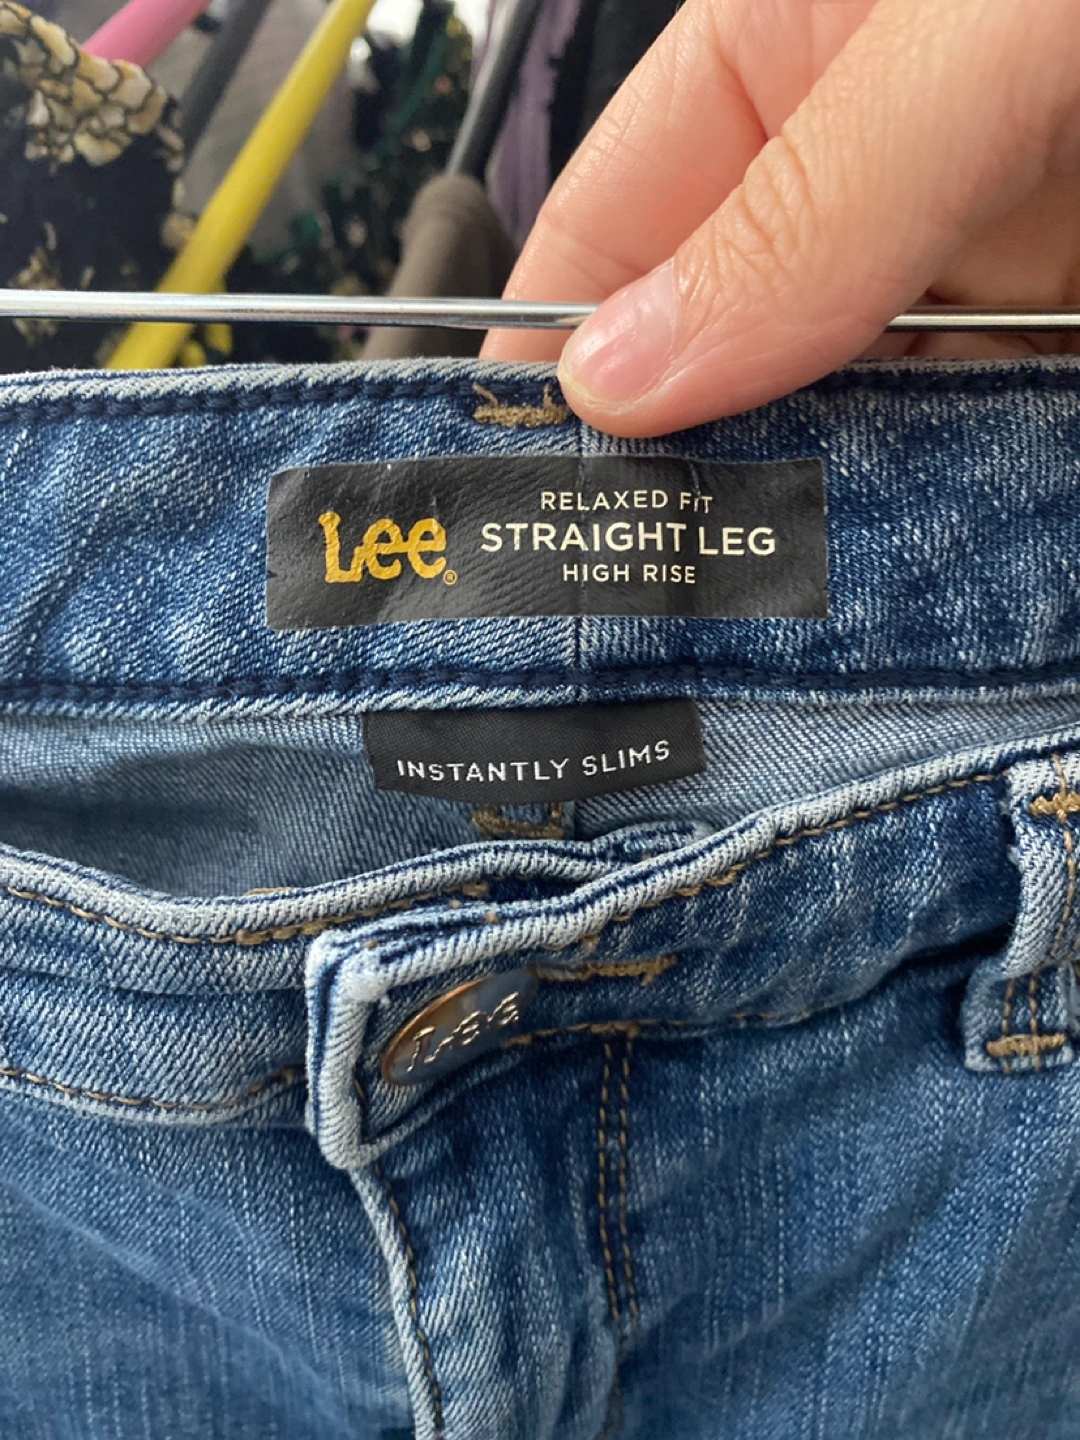 Lee®
RELAXED FIT
STRAIGHT LEG
HIGH RISE
INSTANTLY SLIMS
Lee